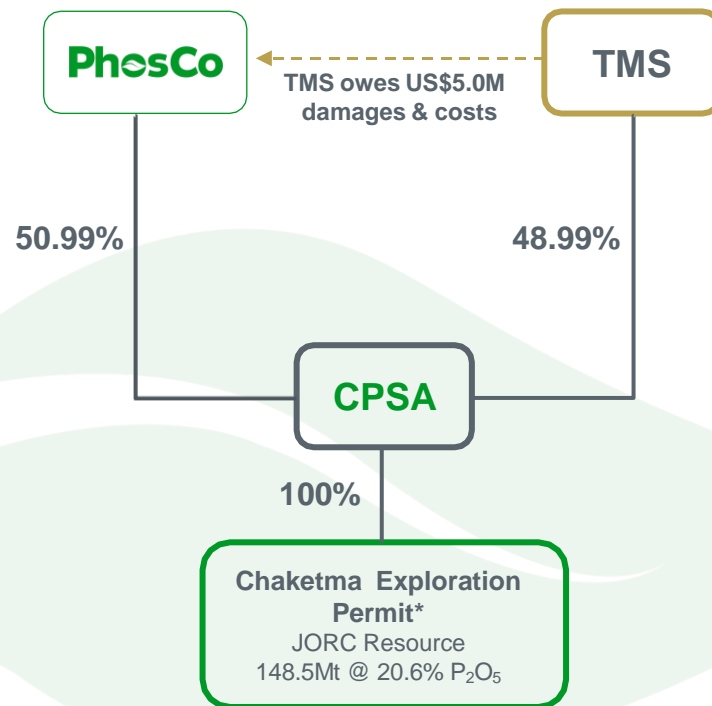 PhosCo
TMS
TMS owes US$5.0M
damages & costs
50.99%
48.99%
CPSA
100%
Chaketma Exploration
Permit*
JORC Resource
148.5Mt @ 20.6% P₂O₅